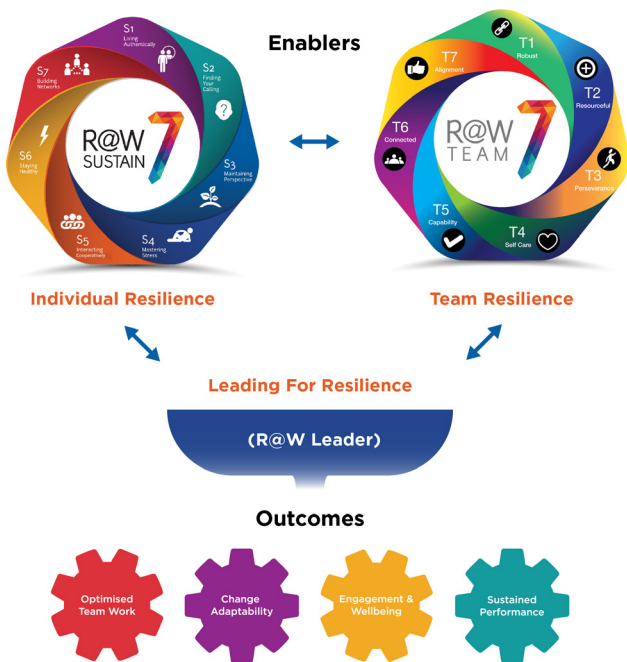 Enablers
S1
Living
Authentically
S2
Finding
Your
Calling
S3
Maintaining
Perspective
S4
Mastering
Stress
S5
Interacting
Cooperatively
S6
Staying
Healthy
S7
Building
Networks
R@W
SUSTAIN
7
T1
Robust
T2
Resourceful
T3
Perseverance
T4
Self Care
T5
Capability
T6
Connected
T7
Alignment
R@W
TEAM
7
Individual Resilience
Team Resilience
Leading For Resilience
(R@W Leader)
Outcomes
Optimised
Team Work
Change
Adaptability
Engagement &
Wellbeing
Sustained
Performance